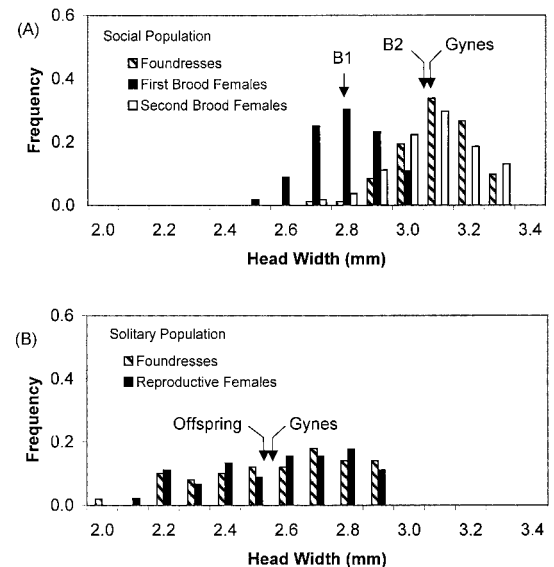 (A)
0.6
Social Population
Foundresses
First Brood Females
Second Brood Females
B1
B2
Gynes
Frequency
0.4
0.2
0.0
2.0 2.2 2.4 2.6 2.8 3.0 3.2 3.4
Head Width (mm)
(B)
0.6
Solitary Population
Foundresses
Reproductive Females
Offspring
Gynes
Frequency
0.4
0.2
0.0
2.0 2.2 2.4 2.6 2.8 3.0 3.2 3.4
Head Width (mm)